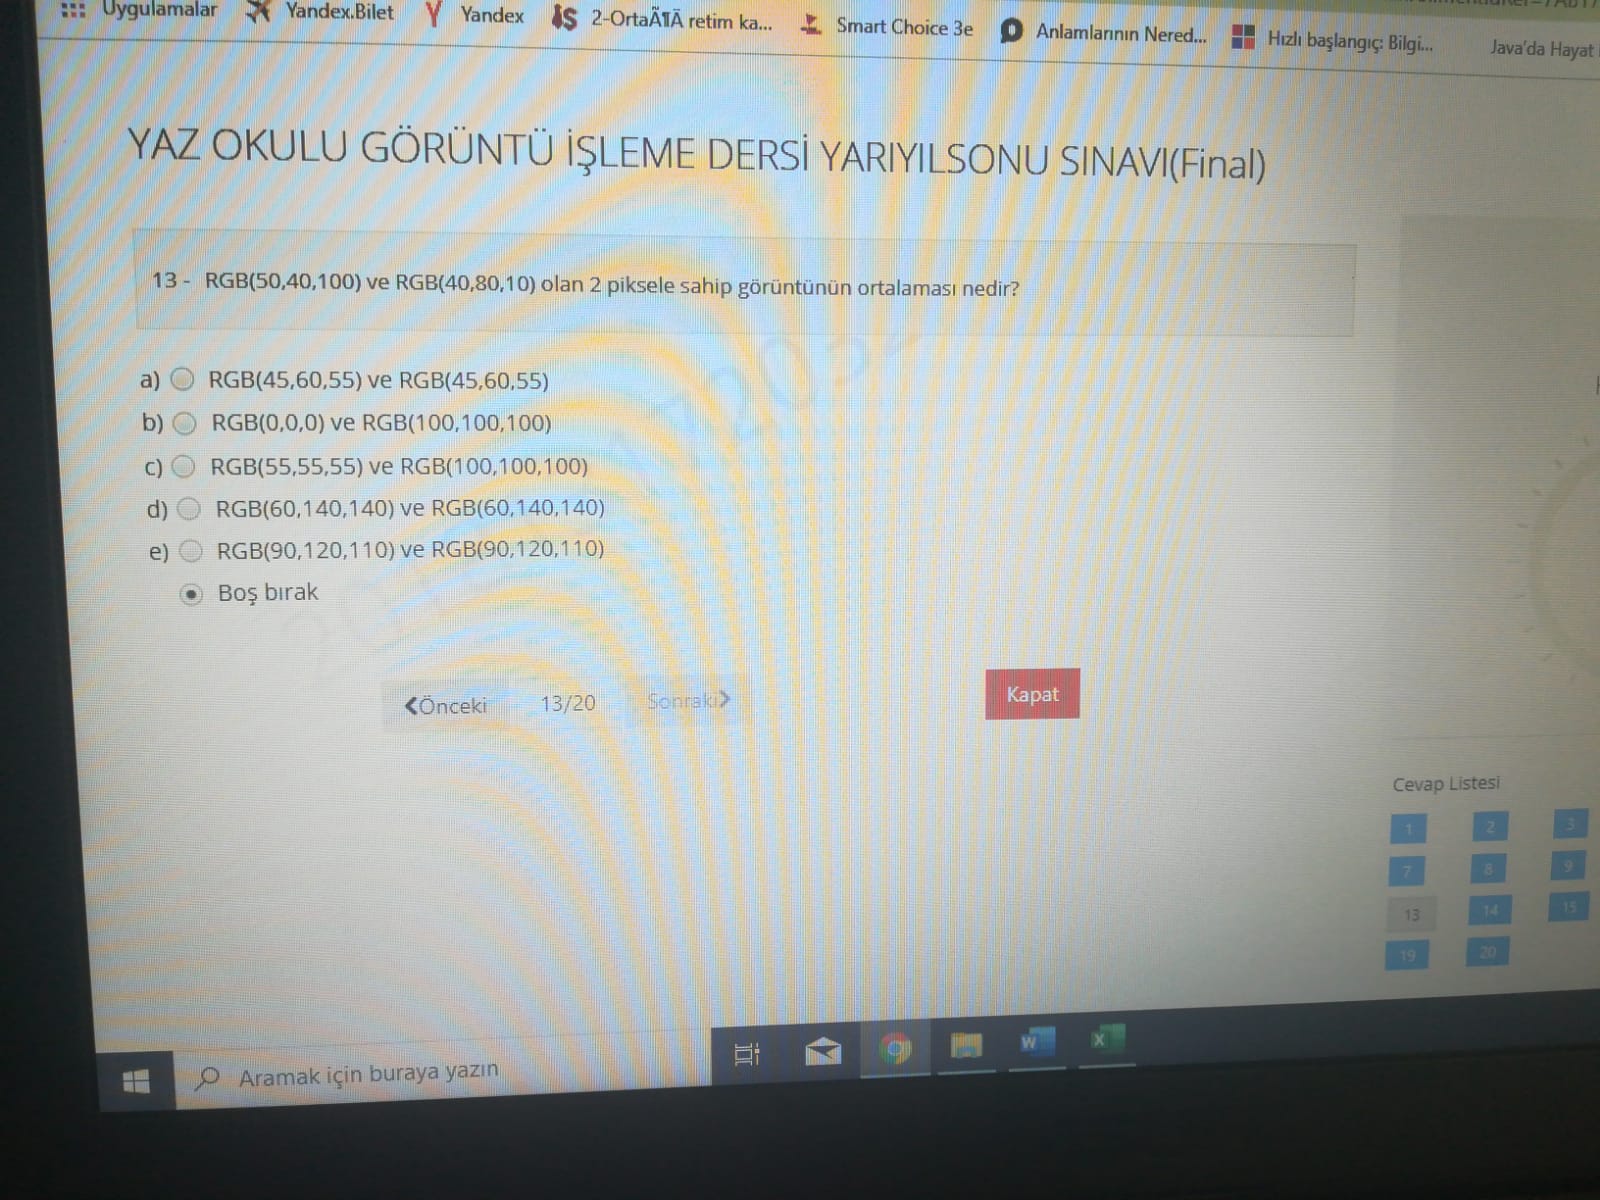 Uygulamalar Yandex.Bilet Yandex 2-OrtaÃ¶Ä retim ka... Smart Choice 3e Anlamlarının Nered... Hızlı başlangıç: Bilgi... Java'da Hayat
YAZ OKULU GÖRÜNTÜ İŞLEME DERSİ YARIYILSONU SINAVI(Final)
13 - RGB(50,40,100) ve RGB(40,80,10) olan 2 piksele sahip görüntünün ortalaması nedir?
a) RGB(45,60,55) ve RGB(45,60,55)
b) RGB(0,0,0) ve RGB(100,100,100)
c) RGB(55,55,55) ve RGB(100,100,100)
d) RGB(60,140,140) ve RGB(60,140,140)
e) RGB(90,120,110) ve RGB(90,120,110)
Boş bırak
Önceki 13/20 Sonraki
Kapat
Cevap Listesi
1 2 3
7 8 9
13 14 15
19 20
Aramak için buraya yazın